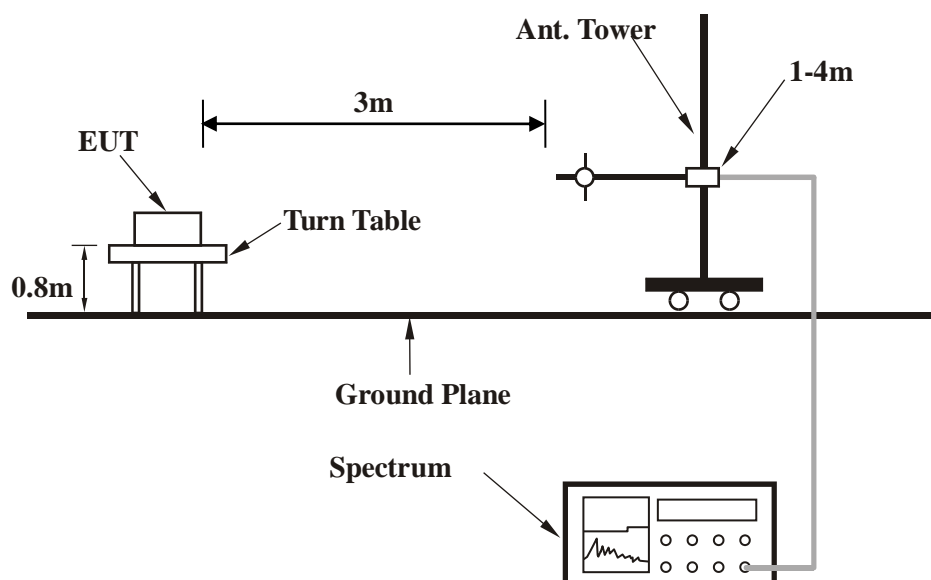 Ant. Tower
1-4m
3m
EUT
Turn Table
0.8m
Ground Plane
Spectrum